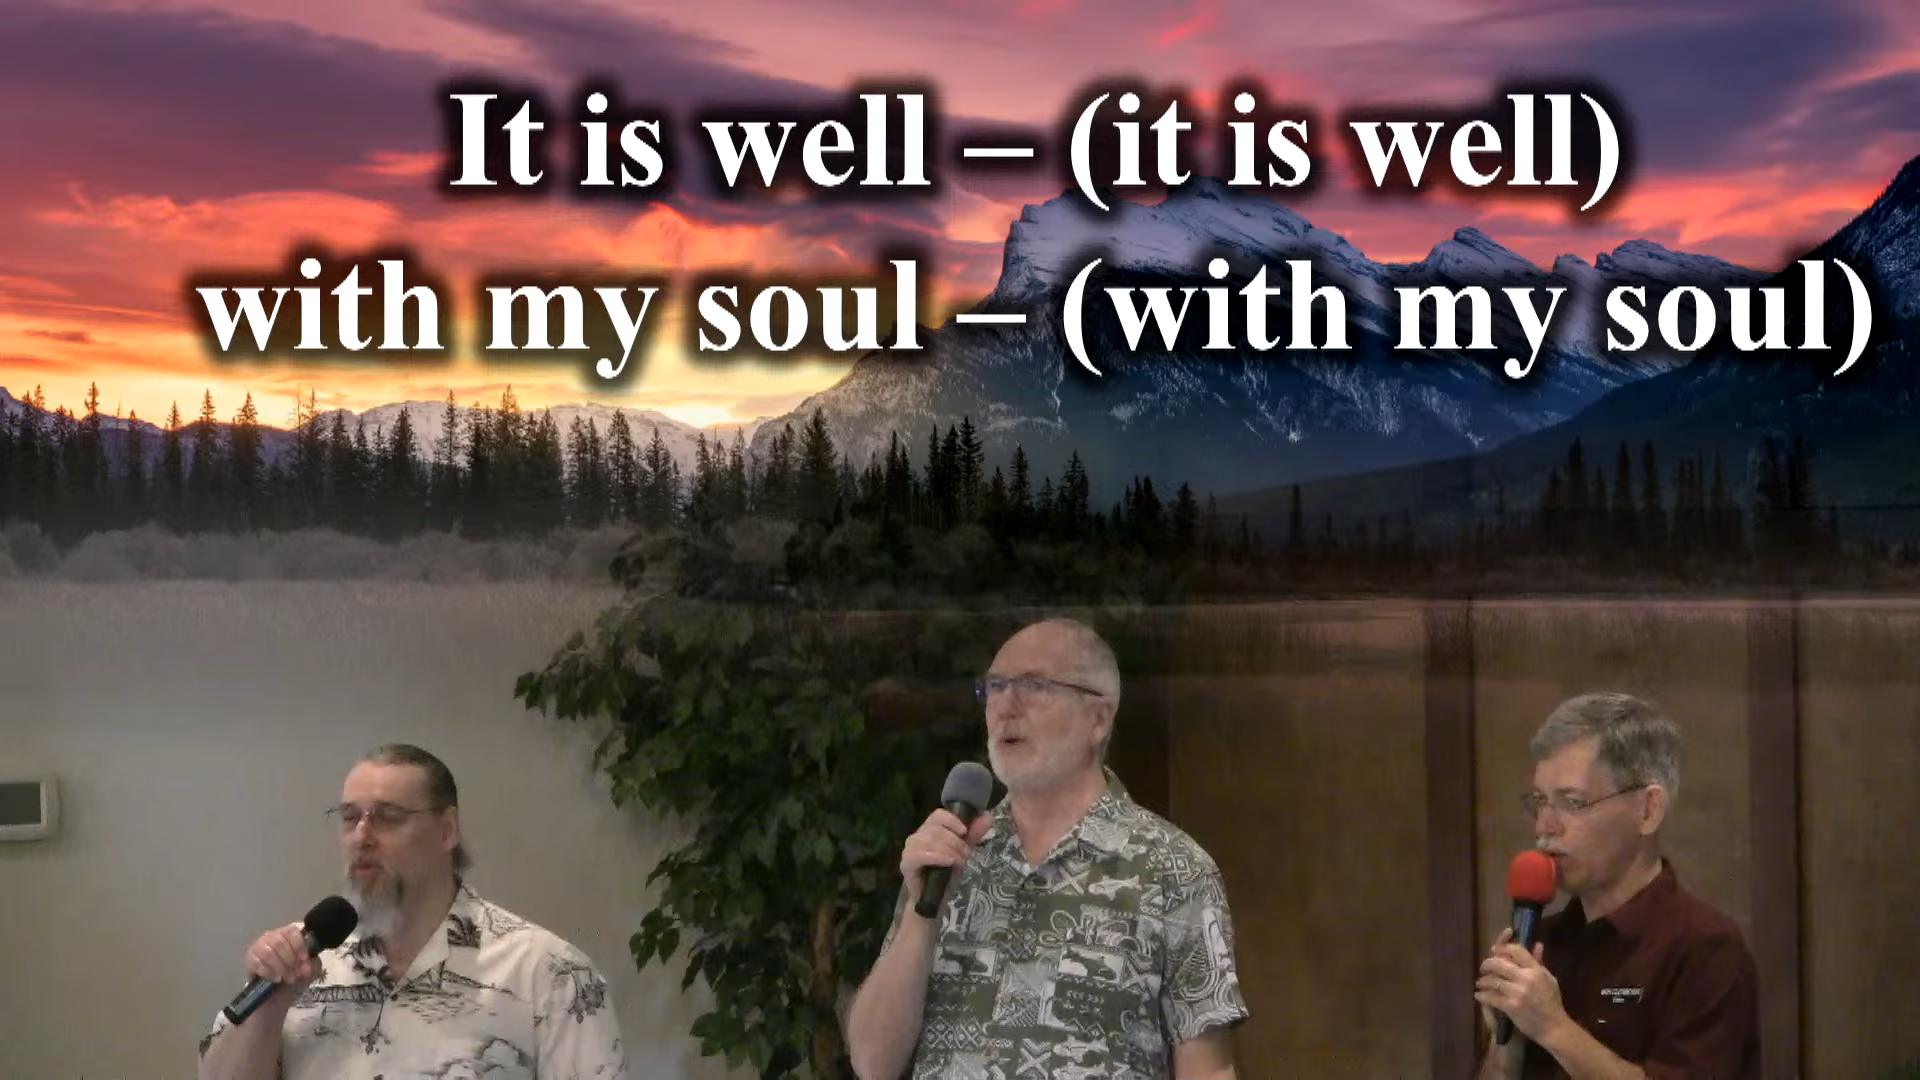 It is well – (it is well)
with my soul – (with my soul)